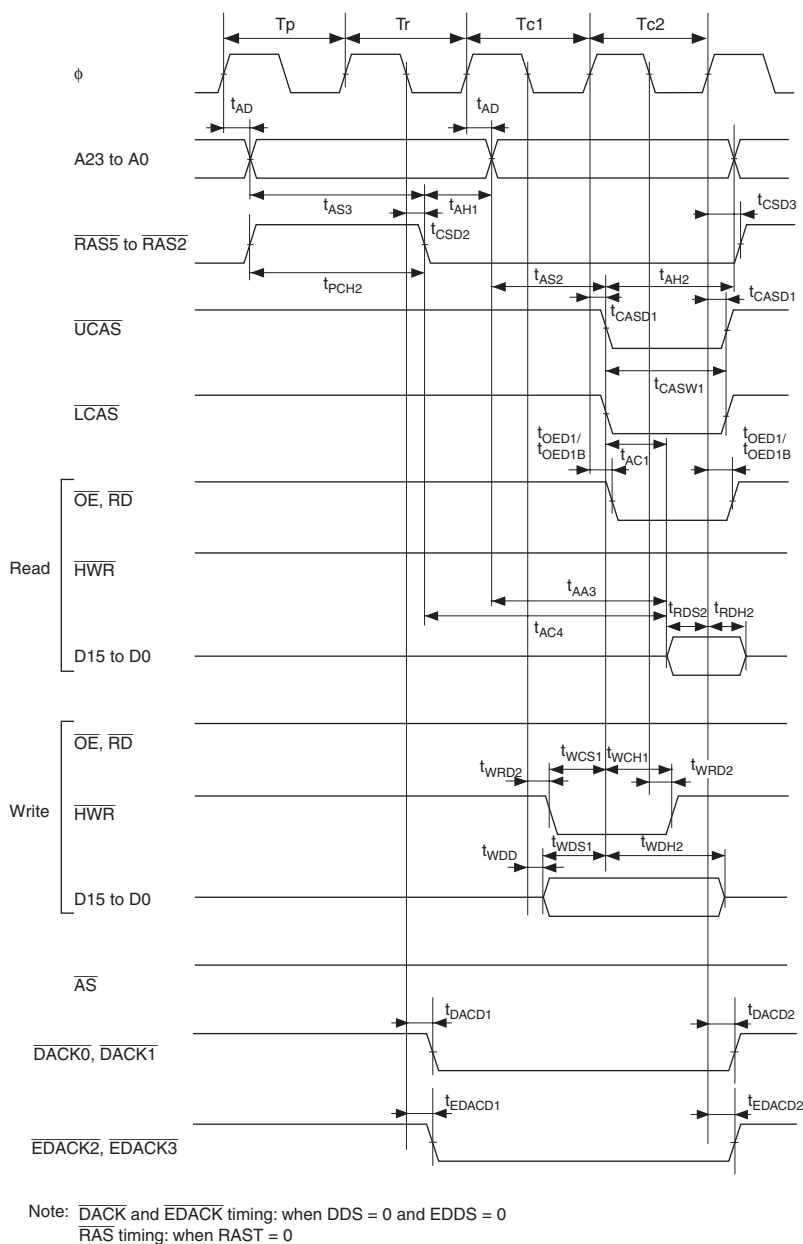 Tp Tr Tc1 Tc2
ϕ
tAD tAD
A23 to A0
tAS3 tAH1
tCSD2 tCSD3
RAS5 to RAS2
tPCH2 tAS2 tAH2
tCASD1 tCASD1
UCAS
tCASW1
LCAS
tOED1/ tOED1B tAC1 tOED1/ tOED1B
OE, RD
Read
HWR
tAA3
tRDS2 tRDH2
tAC4
D15 to D0
OE, RD
tWCS1 tWCH1
tWRD2 tWRD2
Write
HWR
tWDD tWDS1 tWDH2
D15 to D0
AS
tDACD1 tDACD2
DACK0, DACK1
tEDACD1 tEDACD2
EDACK2, EDACK3
Note: DACK and EDACK timing: when DDS = 0 and EDDS = 0
RAS timing: when RAST = 0